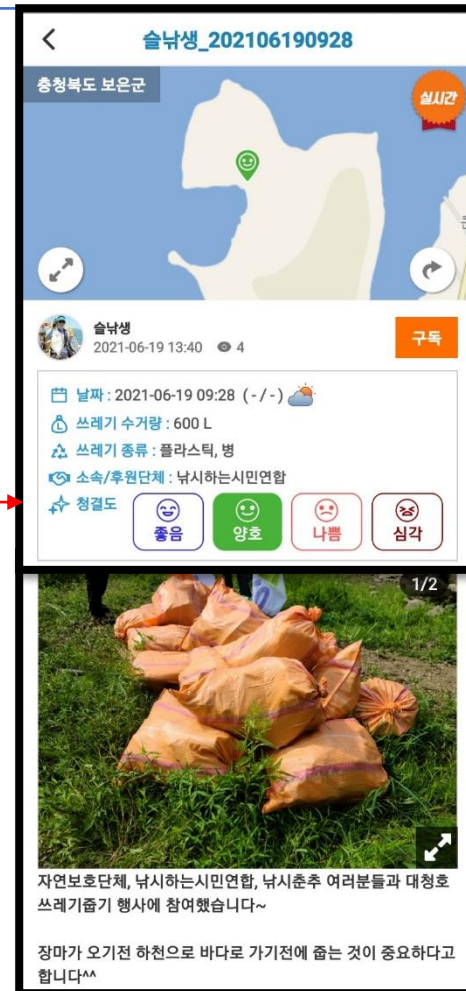 슬낚생_202106190928
충청북도 보은군
실시간
슬낚생
2021-06-19 13:40 4
구독
날짜 : 2021-06-19 09:28 (-/-)
쓰레기 수거량 : 600 L
쓰레기 종류 : 플라스틱, 병
소속/후원단체 : 낚시하는시민연합
청결도
좋음 양호 나쁨 심각
1/2
자연보호단체, 낚시하는시민연합, 낚시춘추 여러분들과 대청호
쓰레기줍기 행사에 참여했습니다~
장마가 오기전 하천으로 바다로 가기전에 줍는 것이 중요하다고
합니다^^